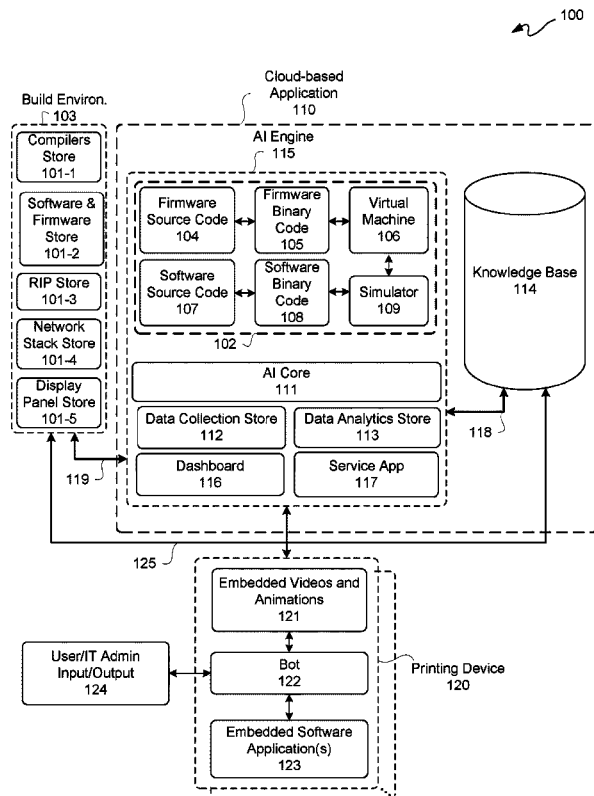 100
Cloud-based
Application
110
Build Environ.
103
Compilers
Store
101-1
Software &
Firmware
Store
101-2
RIP Store
101-3
Network
Stack Store
101-4
Display
Panel Store
101-5
AI Engine
115
Firmware
Source Code
104
Firmware
Binary
Code
105
Virtual
Machine
106
Software
Source Code
107
Software
Binary Code
108
Simulator
109
102
AI Core
111
Data Collection Store
112
Data Analytics Store
113
Dashboard
116
Service App
117
Knowledge Base
114
118
119
125
Embedded Videos and
Animations
121
User/IT Admin
Input/Output
124
Bot
122
Printing Device
120
Embedded Software
Application(s)
123